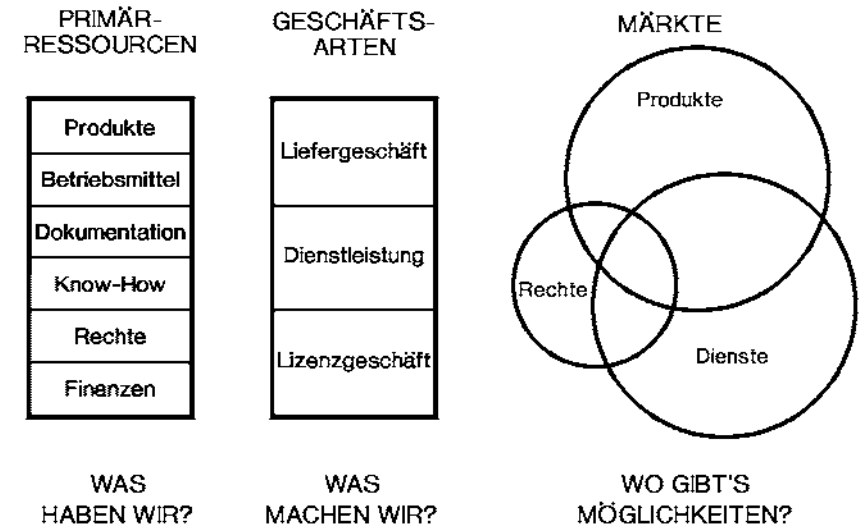 PRIMÄR-
RESSOURCEN
Produkte
Betriebsmittel
Dokumentation
Know-How
Rechte
Finanzen
WAS
HABEN WIR?
GESCHÄFTS-
ARTEN
Liefergeschäft
Dienstleistung
Lizenzgeschäft
WAS
MACHEN WIR?
MÄRKTE
Produkte
Rechte
Dienste
WO GIBT'S
MÖGLICHKEITEN?